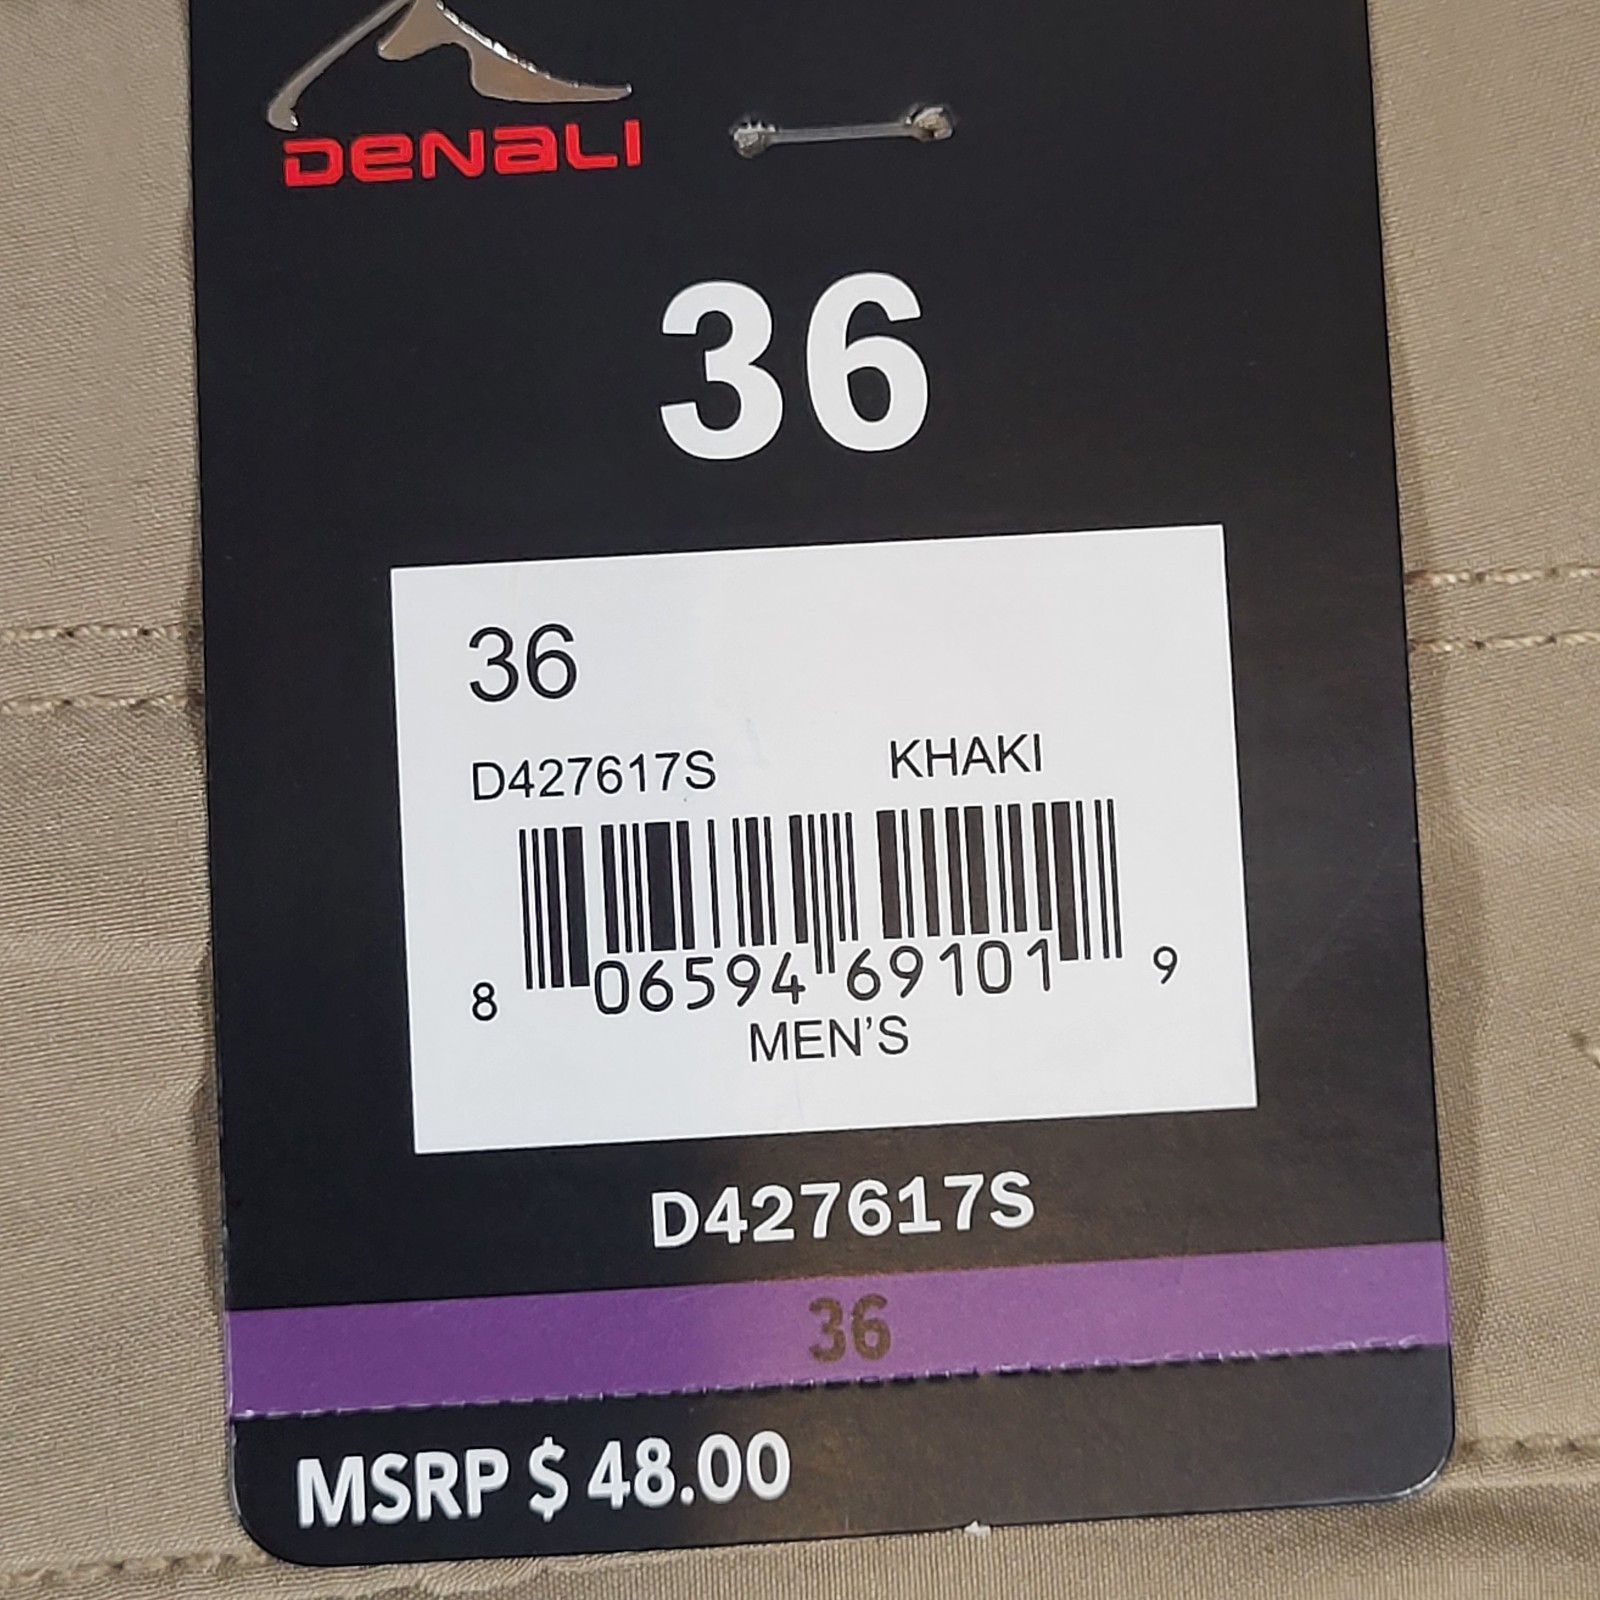 DENALI
36
36
D427617S KHAKI
8 06594 69101 9
MEN'S
D427617S
36
MSRP $ 48.00